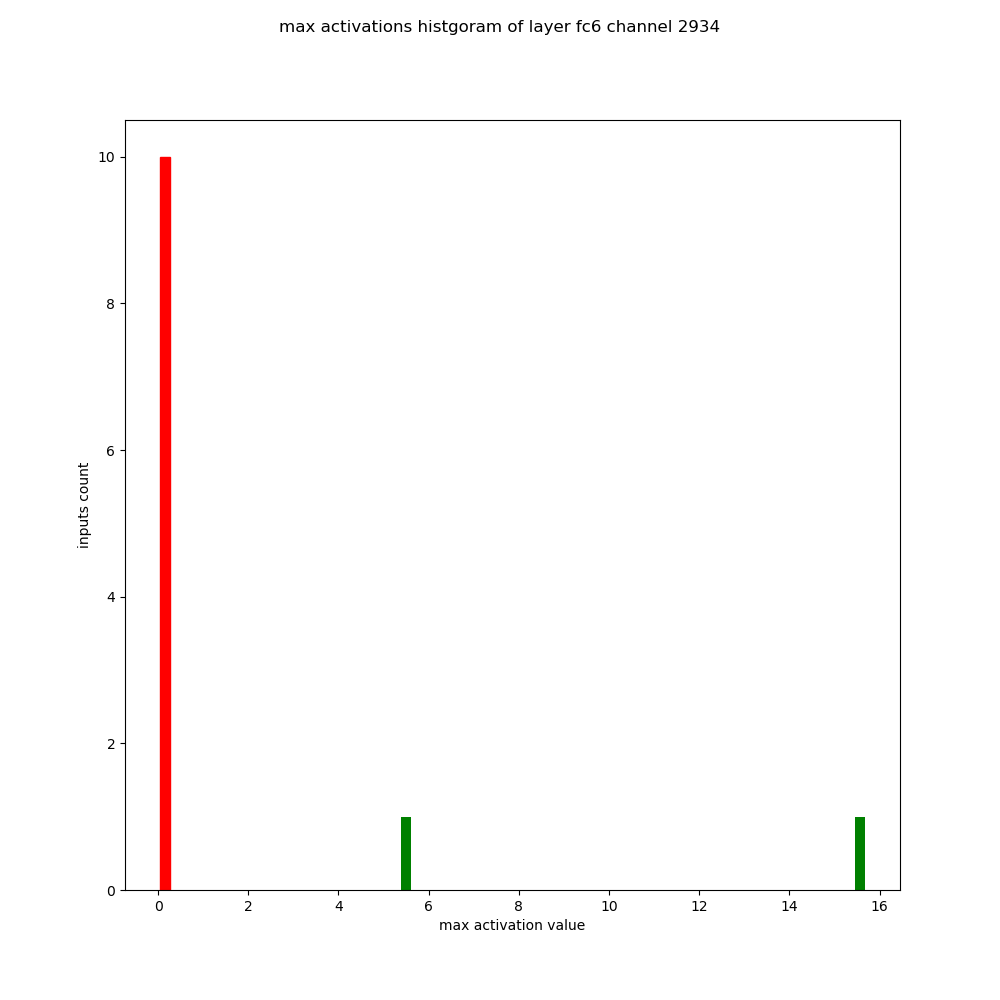 max activations histgoram of layer fc6 channel 2934
10
8
6
4
2
0
inputs count
0 2 4 6 8 10 12 14 16
max activation value